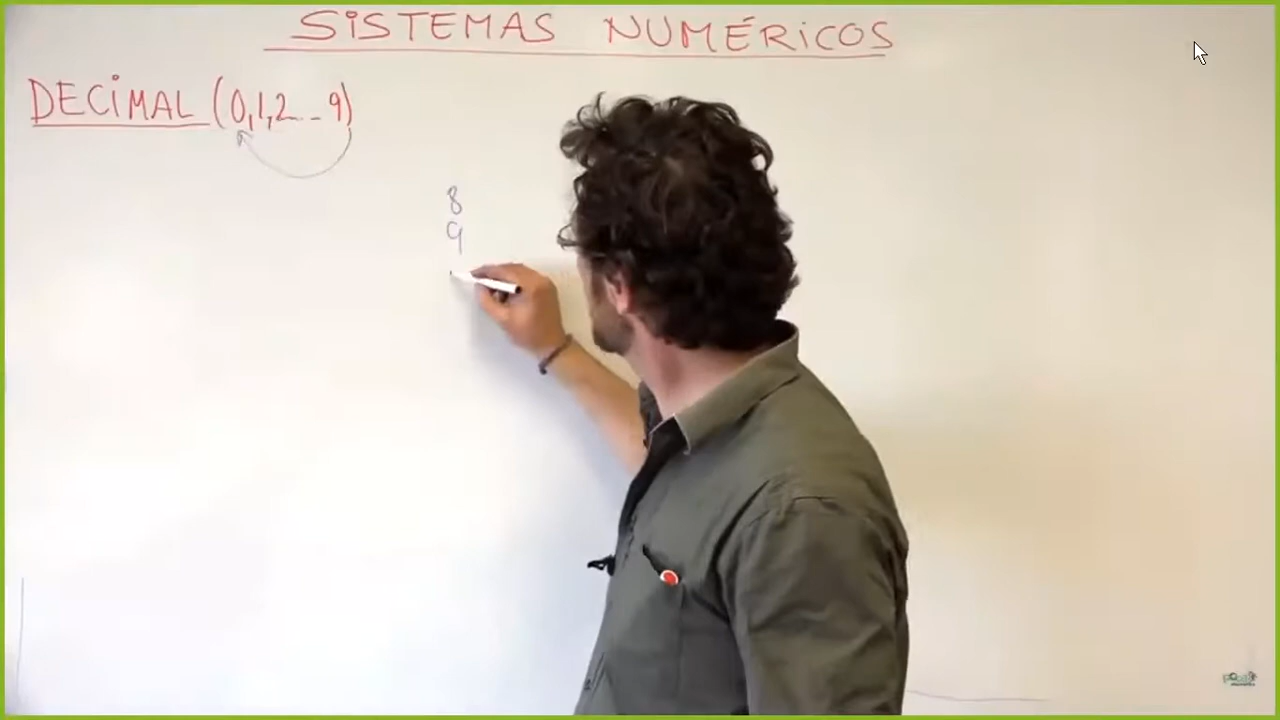 SISTEMAS NUMÉRICOS
DECIMAL (0,1,2...9)
8
9